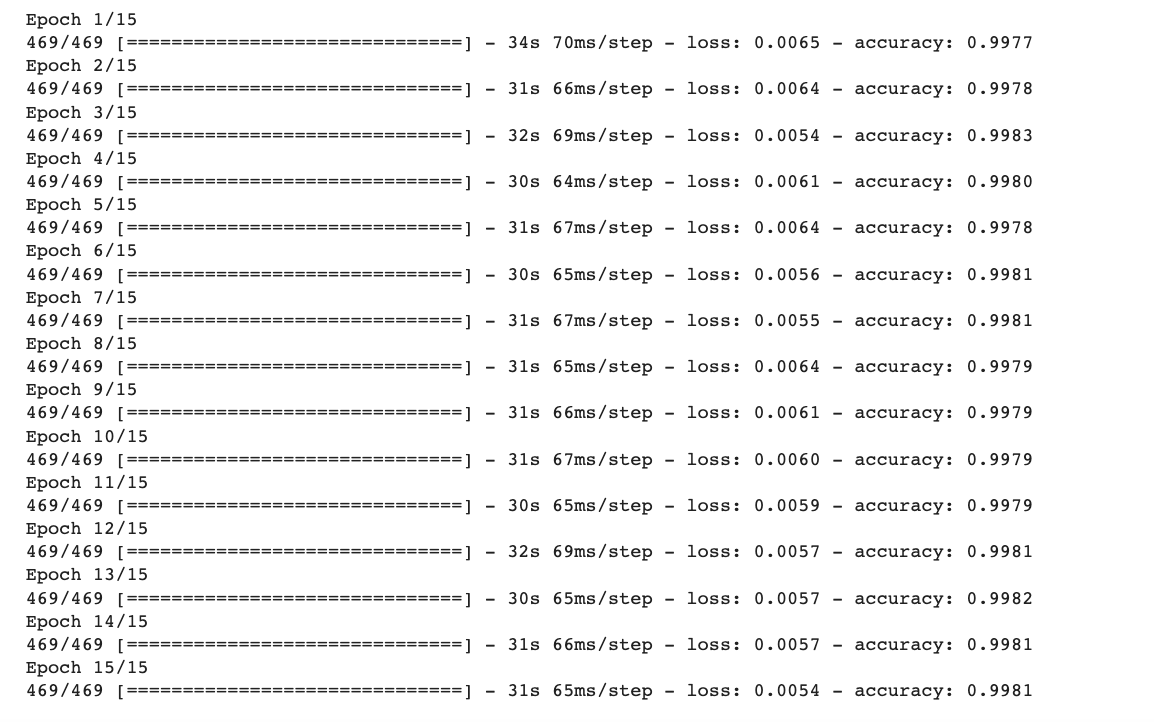 Epoch 1/15
469/469 [==============================] - 34s 70ms/step - loss: 0.0065 - accuracy: 0.9977
Epoch 2/15
469/469 [==============================] - 31s 66ms/step - loss: 0.0064 - accuracy: 0.9978
Epoch 3/15
469/469 [==============================] - 32s 69ms/step - loss: 0.0054 - accuracy: 0.9983
Epoch 4/15
469/469 [==============================] - 30s 64ms/step - loss: 0.0061 - accuracy: 0.9980
Epoch 5/15
469/469 [==============================] - 31s 67ms/step - loss: 0.0064 - accuracy: 0.9978
Epoch 6/15
469/469 [==============================] - 30s 65ms/step - loss: 0.0056 - accuracy: 0.9981
Epoch 7/15
469/469 [==============================] - 31s 67ms/step - loss: 0.0055 - accuracy: 0.9981
Epoch 8/15
469/469 [==============================] - 31s 65ms/step - loss: 0.0064 - accuracy: 0.9979
Epoch 9/15
469/469 [==============================] - 31s 66ms/step - loss: 0.0061 - accuracy: 0.9979
Epoch 10/15
469/469 [==============================] - 31s 67ms/step - loss: 0.0060 - accuracy: 0.9979
Epoch 11/15
469/469 [==============================] - 30s 65ms/step - loss: 0.0059 - accuracy: 0.9979
Epoch 12/15
469/469 [==============================] - 32s 69ms/step - loss: 0.0057 - accuracy: 0.9981
Epoch 13/15
469/469 [==============================] - 30s 65ms/step - loss: 0.0057 - accuracy: 0.9982
Epoch 14/15
469/469 [==============================] - 31s 66ms/step - loss: 0.0057 - accuracy: 0.9981
Epoch 15/15
469/469 [==============================] - 31s 65ms/step - loss: 0.0054 - accuracy: 0.9981